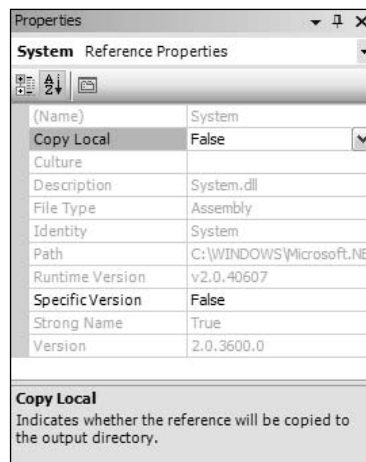 Properties
System Reference Properties
(Name) System
Copy Local False
Culture
Description System.dll
File Type Assembly
Identity System
Path C:\WINDOWS\Microsoft.NE
Runtime Version v2.0.40607
Specific Version False
Strong Name True
Version 2.0.3600.0
Copy Local
Indicates whether the reference will be copied to
the output directory.